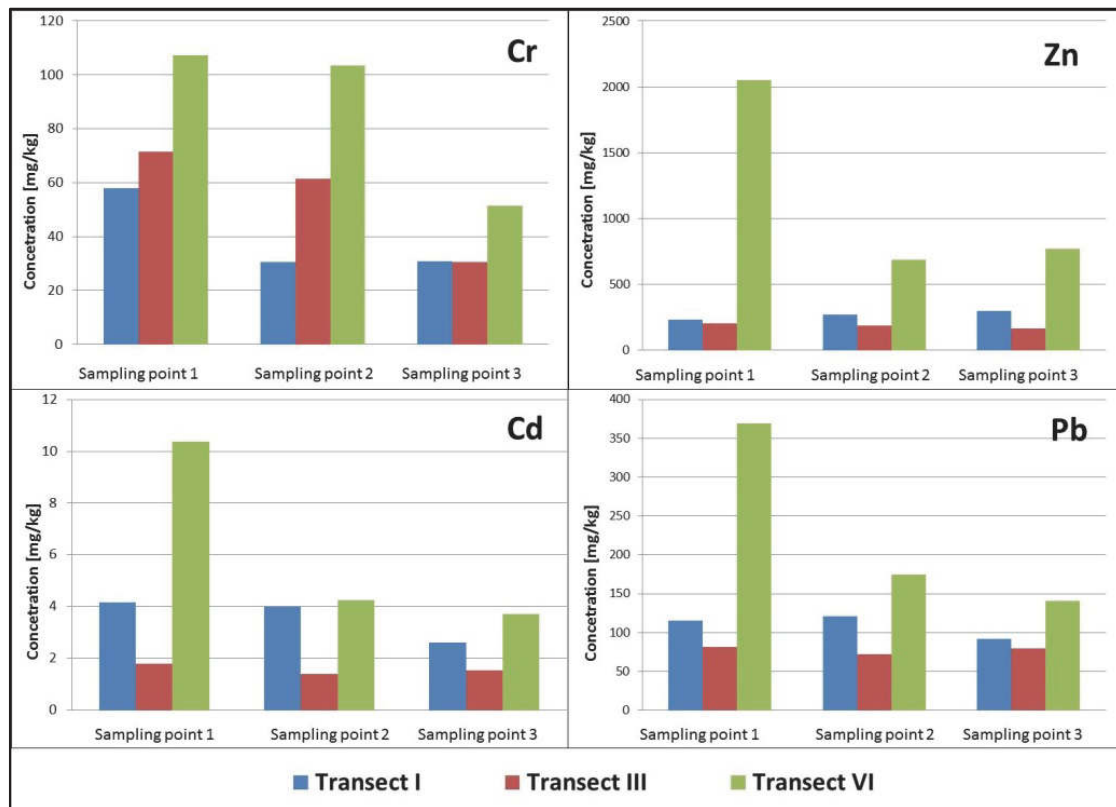 Cr
Concetration [mg/kg]
120
100
80
60
40
20
0
Sampling point 1 Sampling point 2 Sampling point 3
Zn
Concetration [mg/kg]
2500
2000
1500
1000
500
0
Sampling point 1 Sampling point 2 Sampling point 3
Cd
Concetration [mg/kg]
12
10
8
6
4
2
0
Sampling point 1 Sampling point 2 Sampling point 3
Pb
Concetration [mg/kg]
400
350
300
250
200
150
100
50
0
Sampling point 1 Sampling point 2 Sampling point 3
Transect I Transect III Transect VI